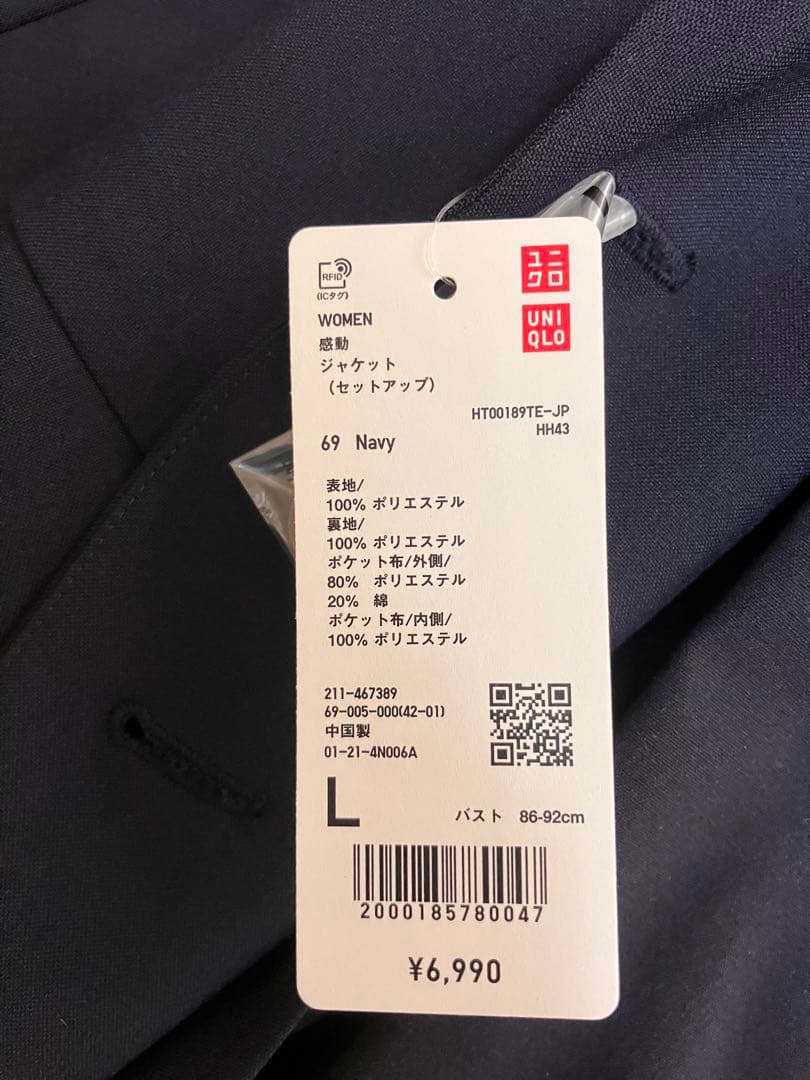 RFID
(ICタグ)
ユニ
クロ
UNI
QLO
WOMEN
感動
ジャケット
(セットアップ)
HT00189TE-JP
HH43
69 Navy
表地/
100% ポリエステル
裏地/
100% ポリエステル
ポケット布/外側/
80% ポリエステル
20% 綿
ポケット布/内側/
100% ポリエステル
211-467389
69-005-000(42-01)
中国製
01-21-4N006A
L
バスト 86-92cm
2000185780047
¥6,990